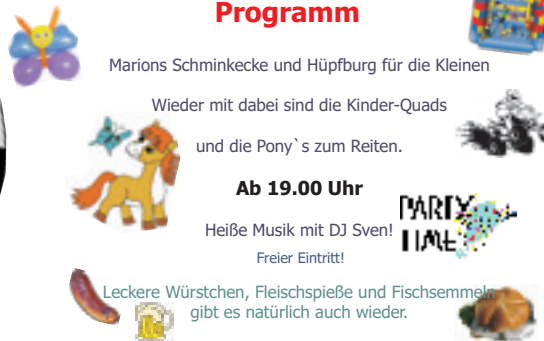 Programm
Marions Schminkecke und Hüpfburg für die Kleinen
Wieder mit dabei sind die Kinder-Quads
und die Pony`s zum Reiten.
Ab 19.00 Uhr
PARTY
TIME
Heiße Musik mit DJ Sven!
Freier Eintritt!
Leckere Würstchen, Fleischspieße und Fischsemmeln
gibt es natürlich auch wieder.